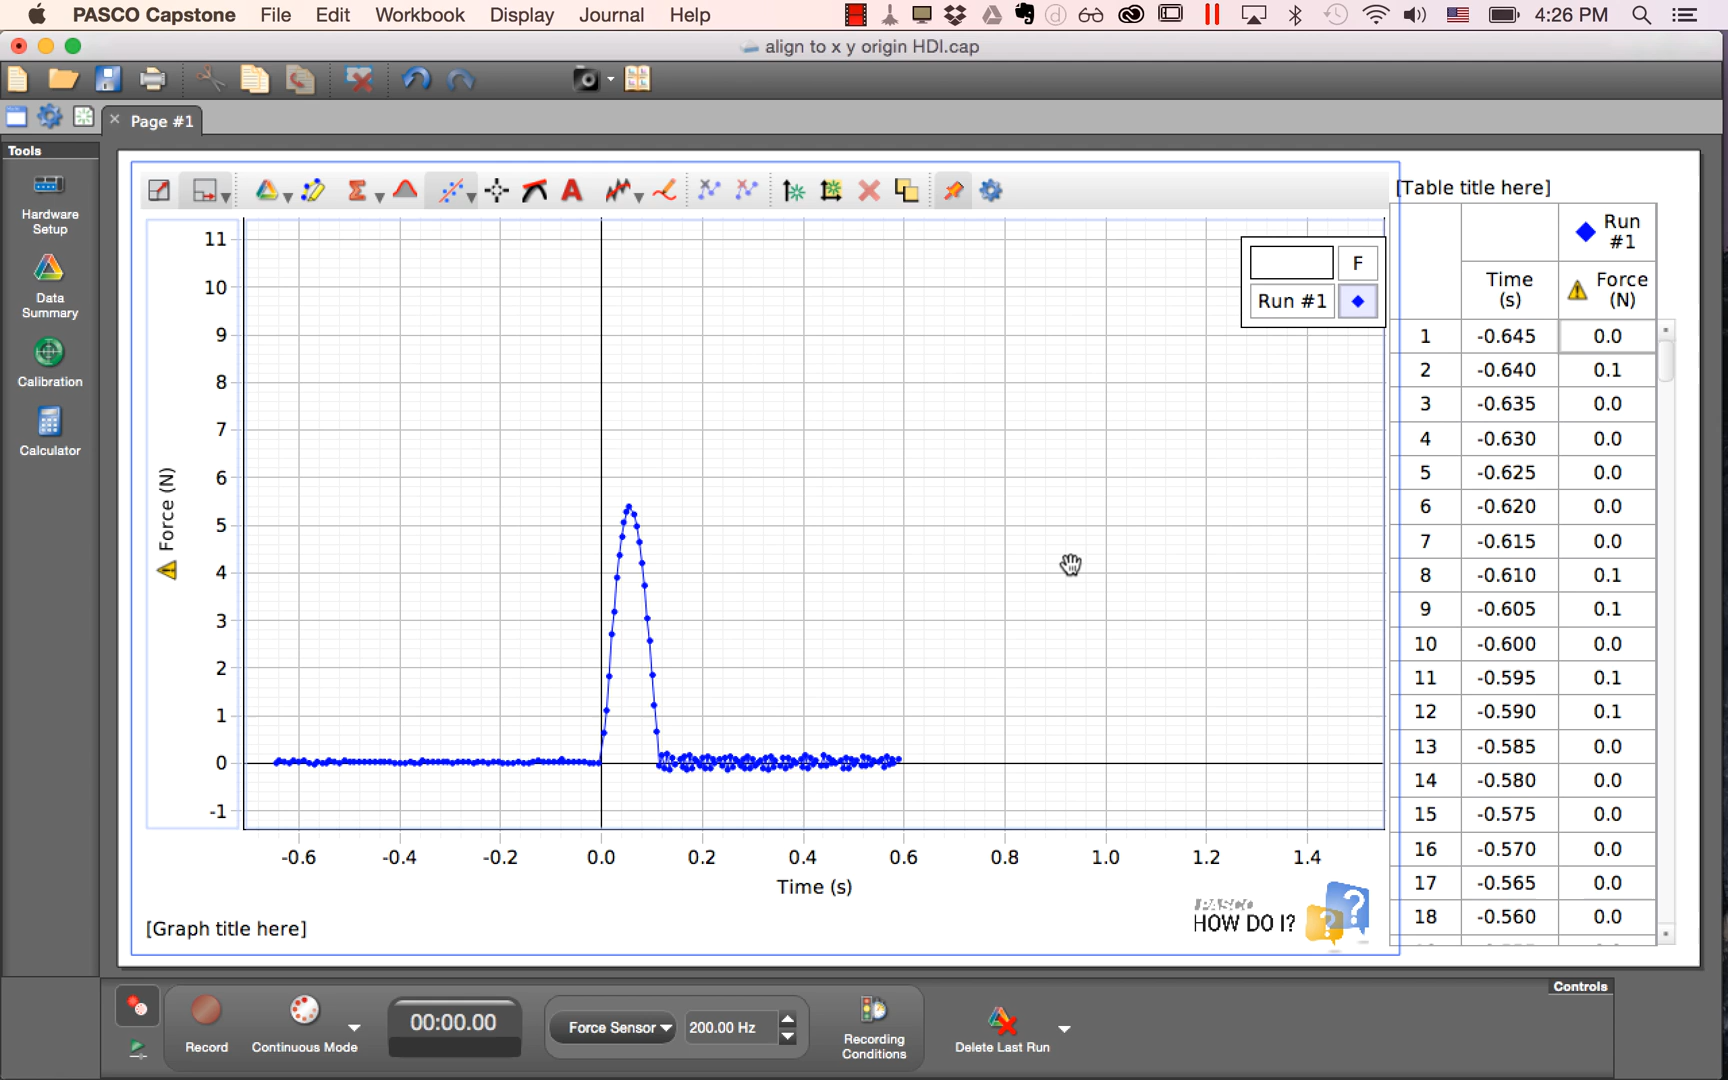 PASCO Capstone File Edit Workbook Display Journal Help 4:26 PM
align to x y origin HDI.cap
Page #1
Tools
Hardware
Setup
Data
Summary
Calibration
Calculator
11
10
9
8
7
6
5
4
3
2
1
0
-1
Force (N)
F
Run #1
-0.6 -0.4 -0.2 0.0 0.2 0.4 0.6 0.8 1.0 1.2 1.4
Time (s)
[Graph title here]
PASCO
HOW DO I?
[Table title here]
Run
#1
Time
(s)
Force
(N)
1 -0.645 0.0
2 -0.640 0.1
3 -0.635 0.0
4 -0.630 0.0
5 -0.625 0.0
6 -0.620 0.0
7 -0.615 0.0
8 -0.610 0.1
9 -0.605 0.1
10 -0.600 0.0
11 -0.595 0.1
12 -0.590 0.1
13 -0.585 0.0
14 -0.580 0.0
15 -0.575 0.0
16 -0.570 0.0
17 -0.565 0.0
18 -0.560 0.0
Controls
Record
Continuous Mode
00:00.00
Force Sensor
200.00 Hz
Recording
Conditions
Delete Last Run